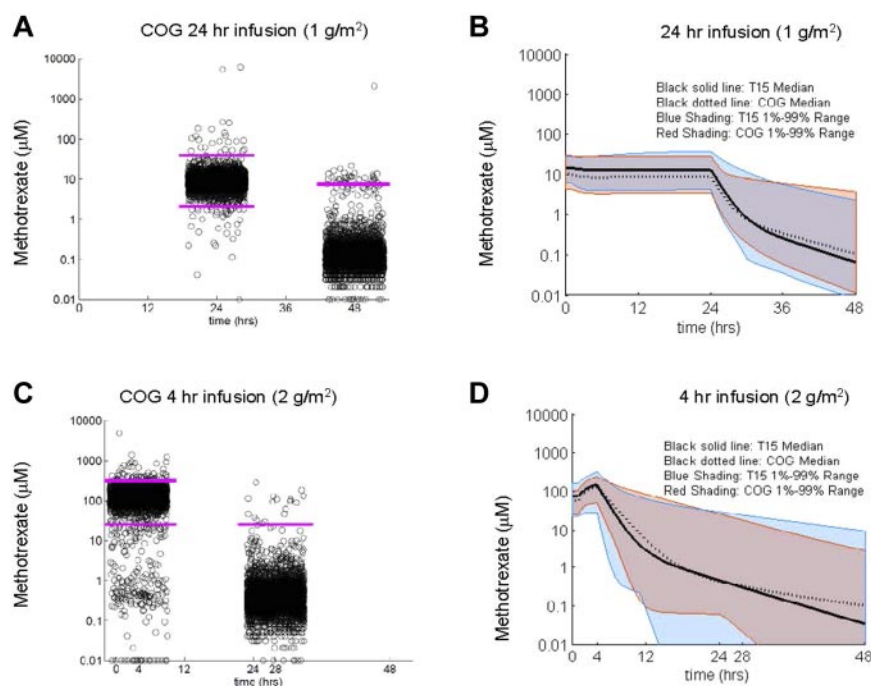 A
COG 24 hr infusion (1 g/m²)
Methotrexate (µM)
10000
1000
100
10
1
0.1
0.01
0
12
24
36
48
time (hrs)
B
24 hr infusion (1 g/m²)
Black solid line: T15 Median
Black dotted line: COG Median
Blue Shading: T15 1%-99% Range
Red Shading: COG 1%-99% Range
Methotrexate (µM)
10000
1000
100
10
1
0.1
0.01
0
12
24
36
48
time (hrs)
C
COG 4 hr infusion (2 g/m²)
Methotrexate (µM)
10000
1000
100
10
1
0.1
0.01
0 4 12 24 28 48
time (hrs)
D
4 hr infusion (2 g/m²)
Black solid line: T15 Median
Black dotted line: COG Median
Blue Shading: T15 1%-99% Range
Red Shading: COG 1%-99% Range
Methotrexate (µM)
10000
1000
100
10
1
0.1
0.01
0 4 12 24 28 48
time (hrs)